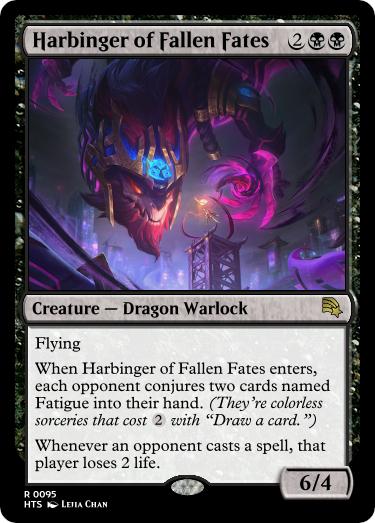 Harbinger of Fallen Fates 2
Creature — Dragon Warlock
Flying
When Harbinger of Fallen Fates enters,
each opponent conjures two cards named
Fatigue into their hand. (They're colorless
sorceries that cost 2 with “Draw a card.”)
Whenever an opponent casts a spell, that
player loses 2 life.
6/4
R 0095
HTS Lejia Chan